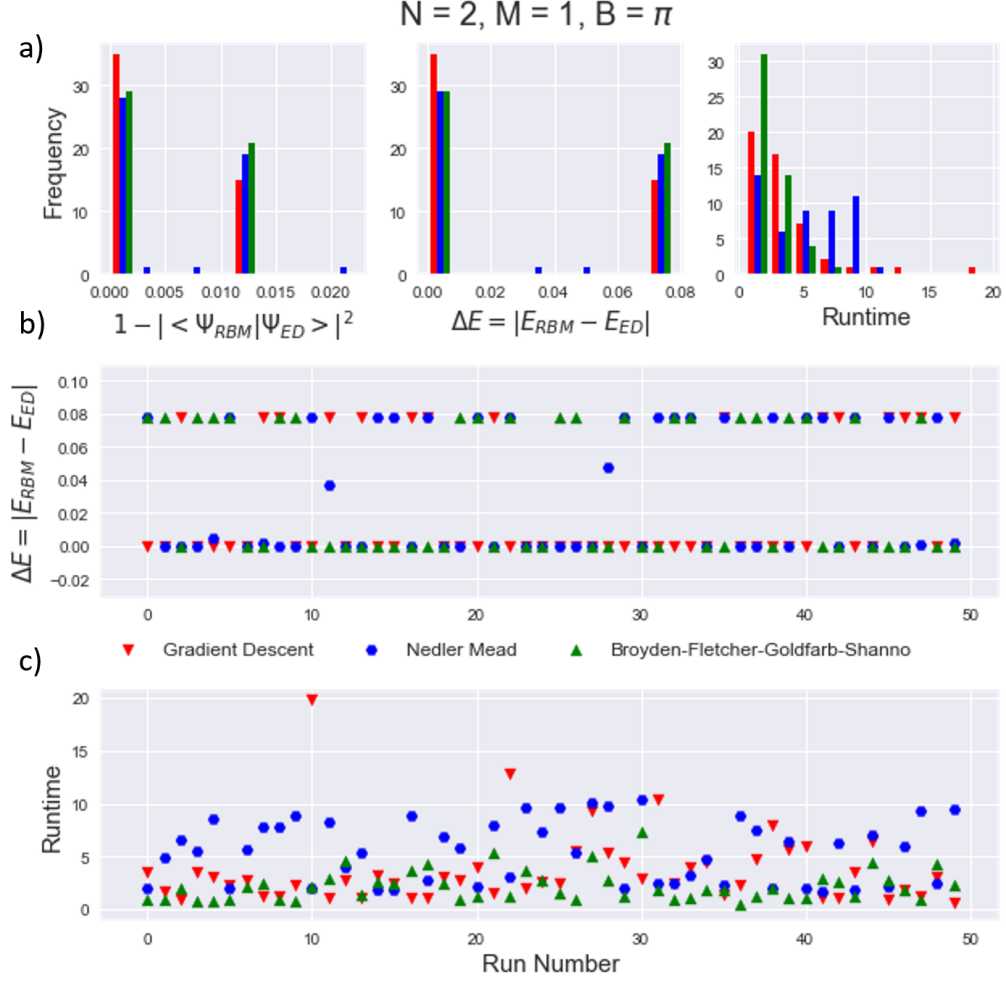 N = 2, M = 1, B = π
a)
Frequency
30
20
10
0
0.000 0.005 0.010 0.015 0.020
1 − | < Ψ_RBM|Ψ_ED > |²
30
20
10
0
0.00 0.02 0.04 0.06 0.08
ΔE = |E_RBM − E_ED|
30
25
20
15
10
5
0
0 5 10 15 20
Runtime
b)
ΔE = |E_RBM − E_ED|
0.10
0.08
0.06
0.04
0.02
0.00
−0.02
0 10 20 30 40 50
Gradient Descent Nedler Mead Broyden-Fletcher-Goldfarb-Shanno
c)
Runtime
20
15
10
5
0
0 10 20 30 40 50
Run Number